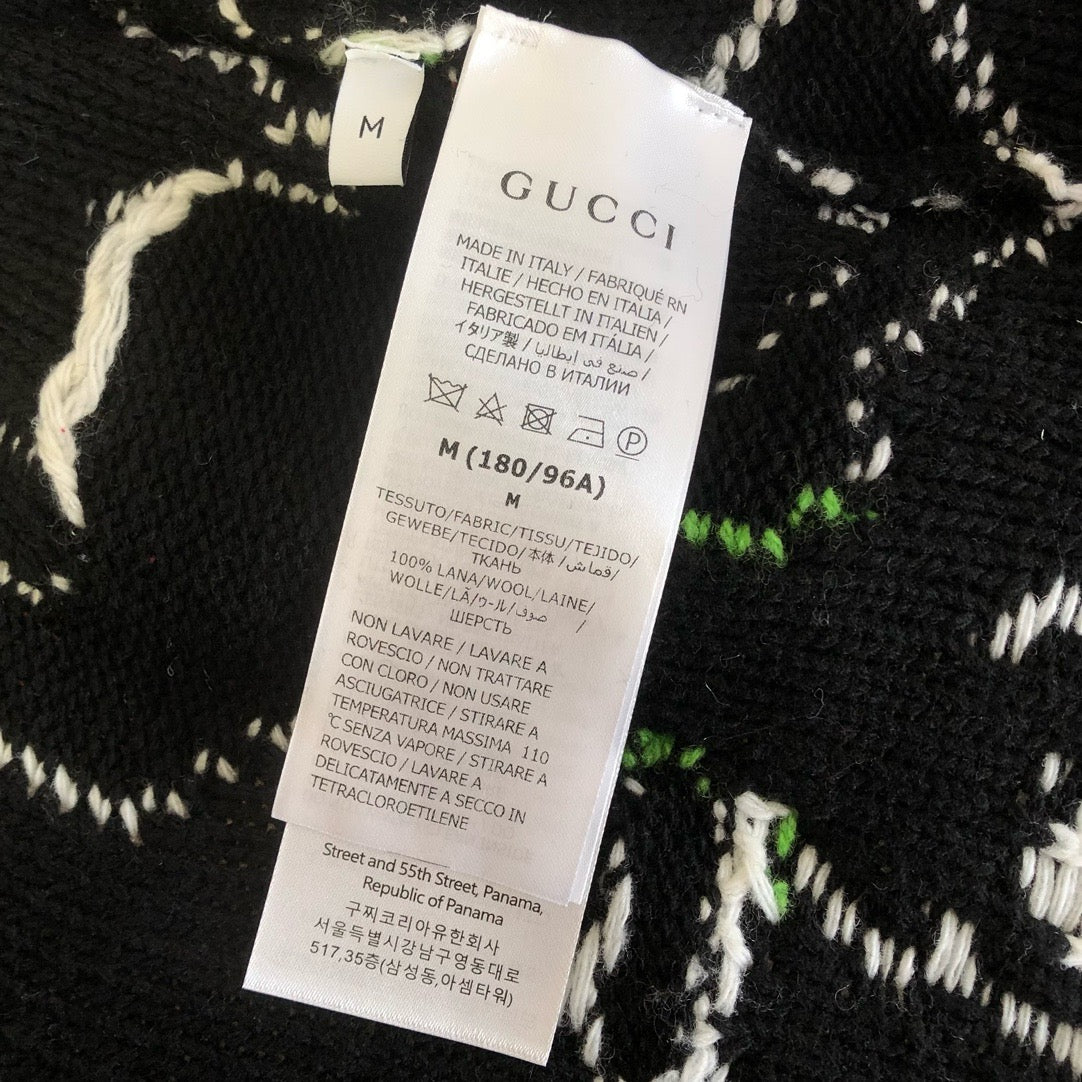 M
GUCCI
MADE IN ITALY / FABRIQUÉ RN
ITALIE / HECHO EN ITALIA /
HERGESTELLT IN ITALIEN /
FABRICADO EM ITÁLIA /
イタリア製 / صنع في إيطاليا /
СДЕЛАНО В ИТАЛИИ
P
M (180/96A)
M
TESSUTO/FABRIC/TISSU/TEJIDO/
GEWEBE/TECIDO/本体 /قماش/
ТКАНЬ
100% LANA/WOOL/LAINE/
WOLLE/LÃ/ウール/صوف /
ШЕРСТЬ
NON LAVARE / LAVARE A
ROVESCIO / NON TRATTARE
CON CLORO / NON USARE
ASCIUGATRICE / STIRARE A
TEMPERATURA MASSIMA 110
℃ SENZA VAPORE / STIRARE A
ROVESCIO / LAVARE A
DELICATAMENTE A SECCO IN
TETRACLOROETILENE
Street and 55th Street, Panama,
Republic of Panama
구찌코리아유한회사
서울특별시강남구영동대로
517,35층(삼성동,아셈타워)